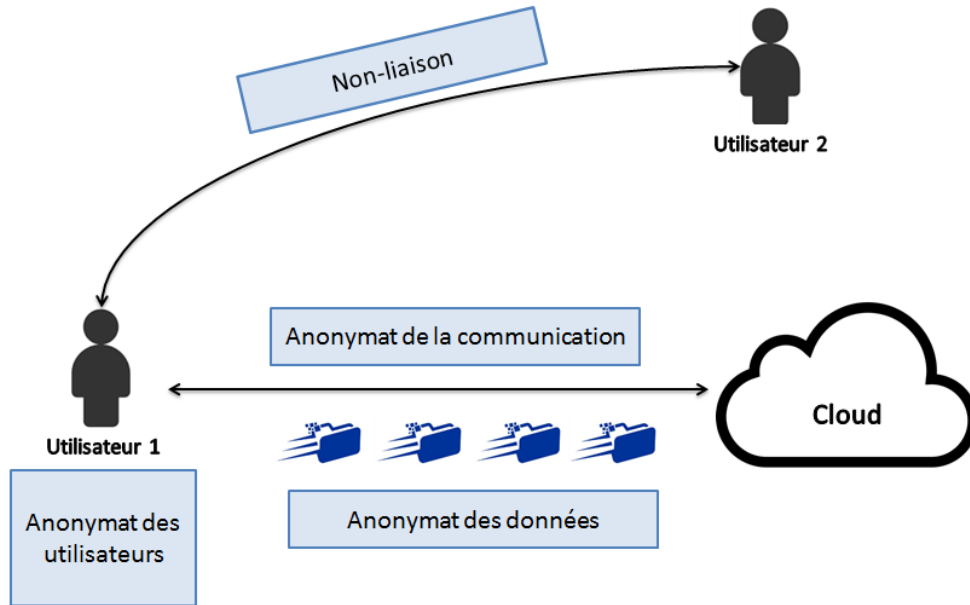 Non-liaison
Utilisateur 2
Anonymat de la communication
Cloud
Utilisateur 1
Anonymat des
utilisateurs
Anonymat des données